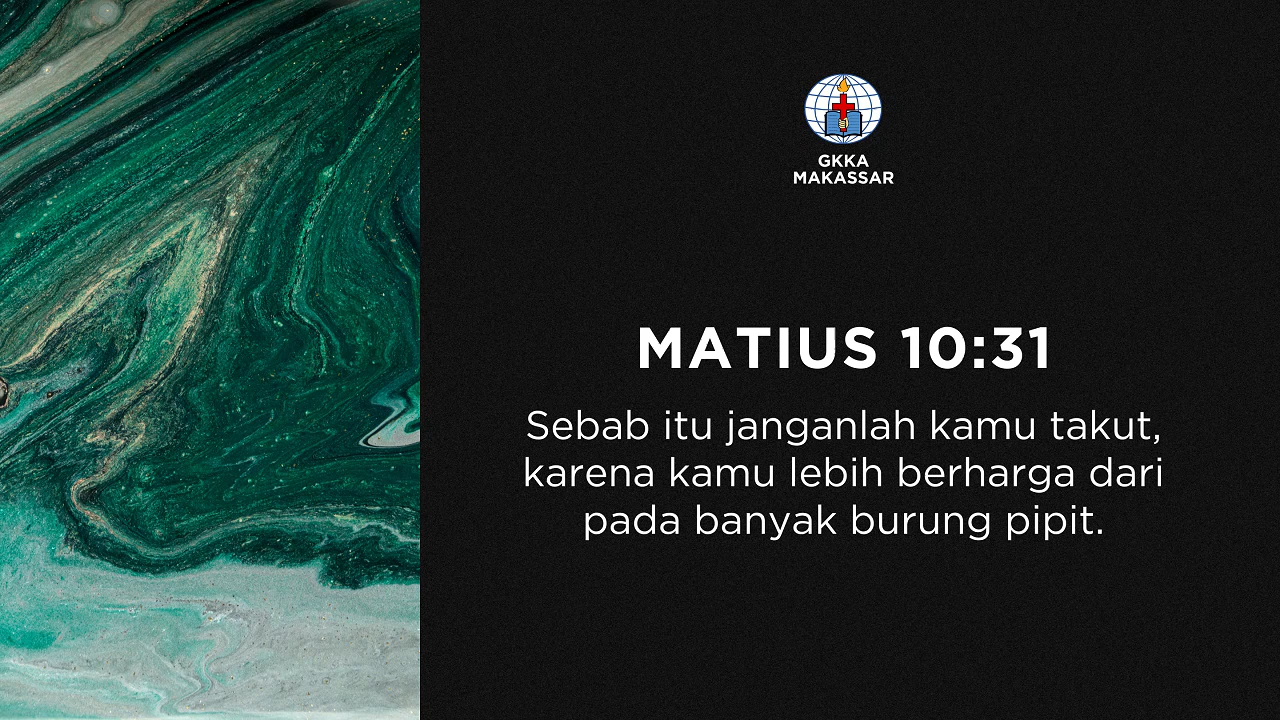 GKKA
MAKASSAR
MATIUS 10:31
Sebab itu janganlah kamu takut,
karena kamu lebih berharga dari
pada banyak burung pipit.